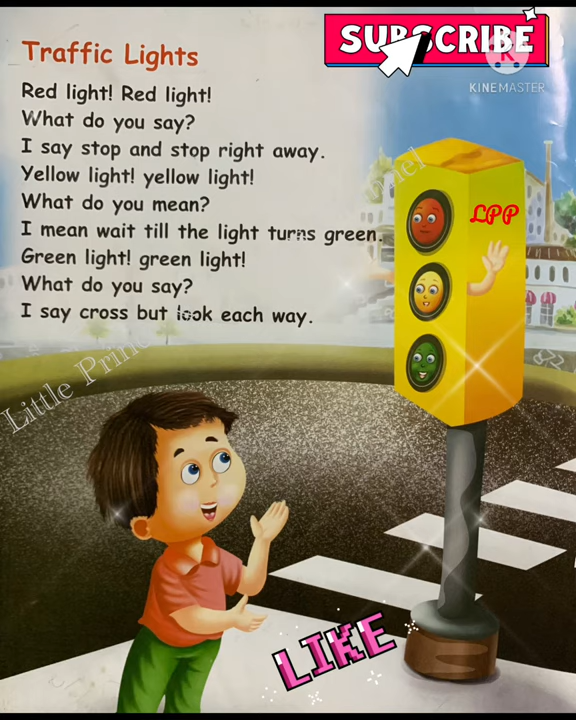 SUBSCRIBE
KINEMASTER
Traffic Lights
Red light! Red light!
What do you say?
I say stop and stop right away.
Yellow light! yellow light!
What do you mean?
I mean wait till the light turns green.
Green light! green light!
What do you say?
I say cross but look each way.
LPP
Little
LIKE